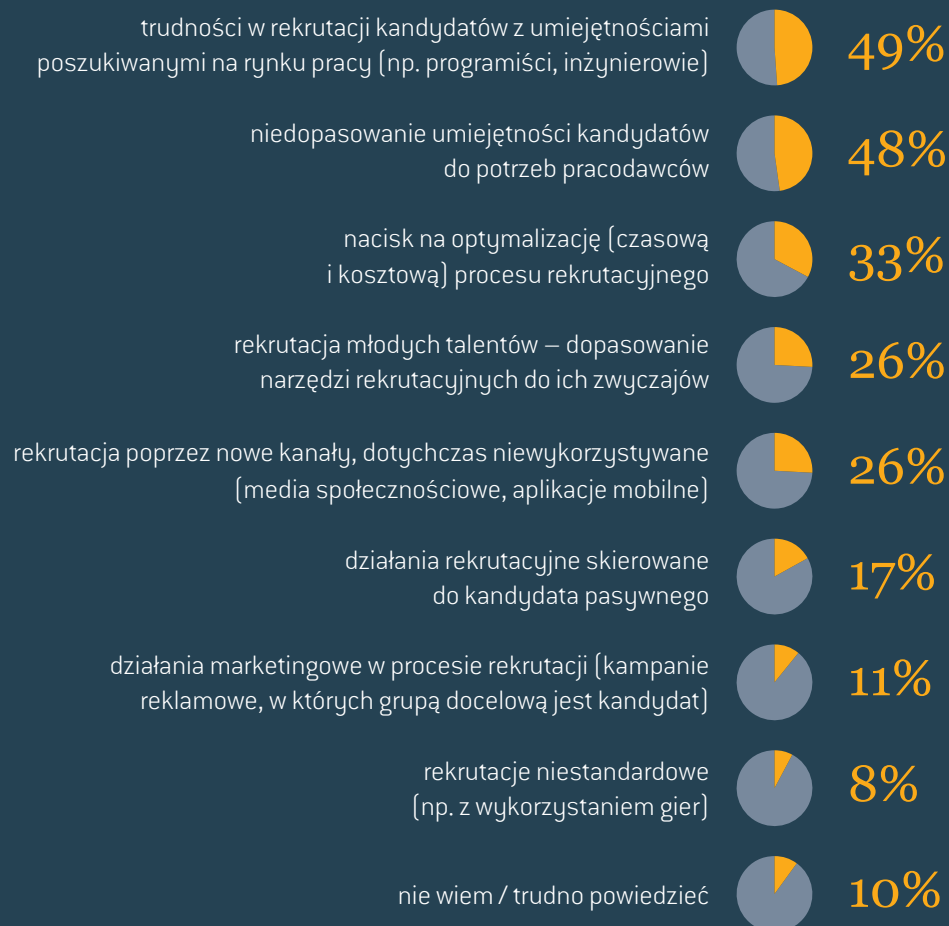 trudności w rekrutacji kandydatów z umiejętnościami
poszukiwanymi na rynku pracy (np. programiści, inżynierowie)
49%
niedopasowanie umiejętności kandydatów
do potrzeb pracodawców
48%
nacisk na optymalizację (czasową
i kosztową) procesu rekrutacyjnego
33%
rekrutacja młodych talentów – dopasowanie
narzędzi rekrutacyjnych do ich zwyczajów
26%
rekrutacja poprzez nowe kanały, dotychczas niewykorzystywane
(media społecznościowe, aplikacje mobilne)
26%
działania rekrutacyjne skierowane
do kandydata pasywnego
17%
działania marketingowe w procesie rekrutacji (kampanie
reklamowe, w których grupą docelową jest kandydat)
11%
rekrutacje niestandardowe
(np. z wykorzystaniem gier)
8%
nie wiem / trudno powiedzieć
10%